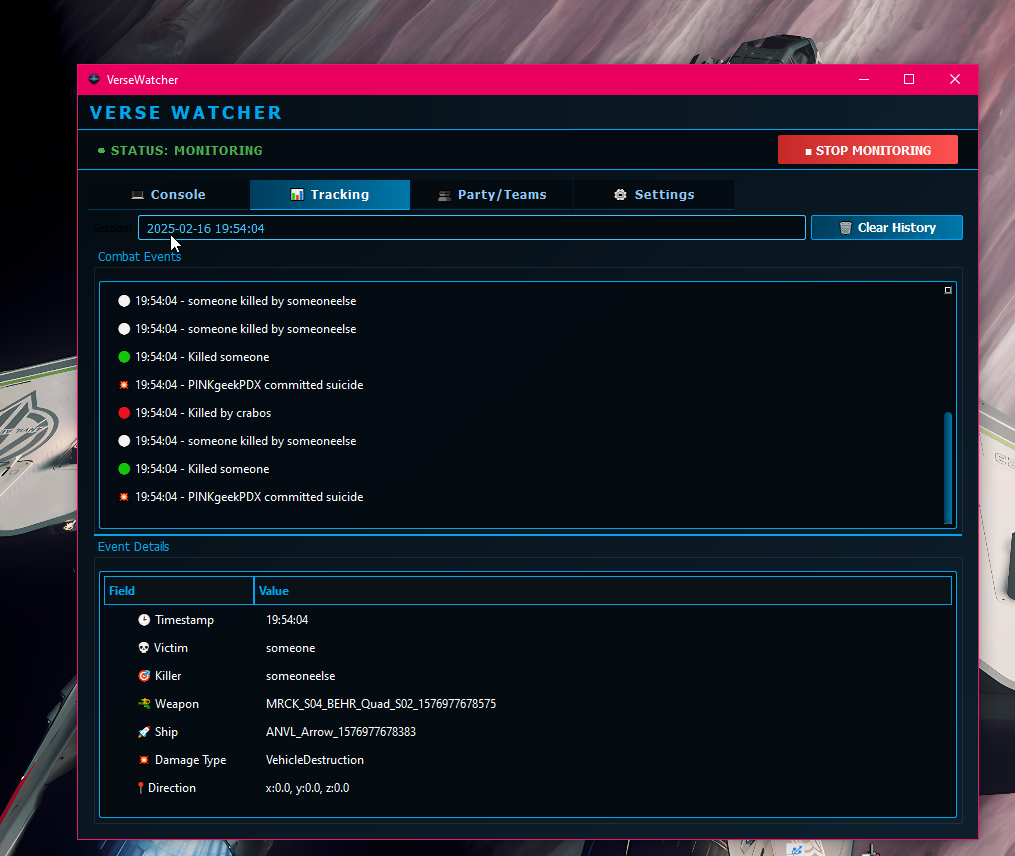 VerseWatcher
VERSE WATCHER
STATUS: MONITORING
STOP MONITORING
Console
Tracking
Party/Teams
Settings
Session:
2025-02-16 19:54:04
Clear History
Combat Events
19:54:04 - someone killed by someoneelse
19:54:04 - someone killed by someoneelse
19:54:04 - Killed someone
19:54:04 - PINKgeekPDX committed suicide
19:54:04 - Killed by crabos
19:54:04 - someone killed by someoneelse
19:54:04 - Killed someone
19:54:04 - PINKgeekPDX committed suicide
Event Details
Field Value
Timestamp 19:54:04
Victim someone
Killer someoneelse
Weapon MRCK_S04_BEHR_Quad_S02_1576977678575
Ship ANVL_Arrow_1576977678383
Damage Type VehicleDestruction
Direction x:0.0, y:0.0, z:0.0